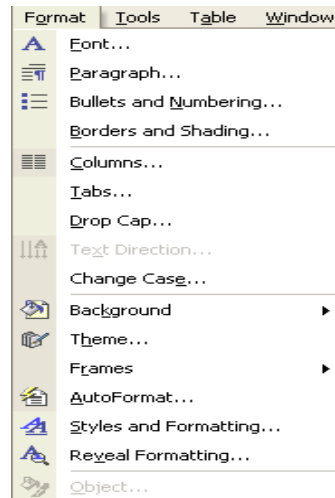 Format Tools Table Window
Font...
Paragraph...
Bullets and Numbering...
Borders and Shading...
Columns...
Tabs...
Drop Cap...
Text Direction...
Change Case...
Background
Theme...
Frames
AutoFormat...
Styles and Formatting...
Reveal Formatting...
Object...